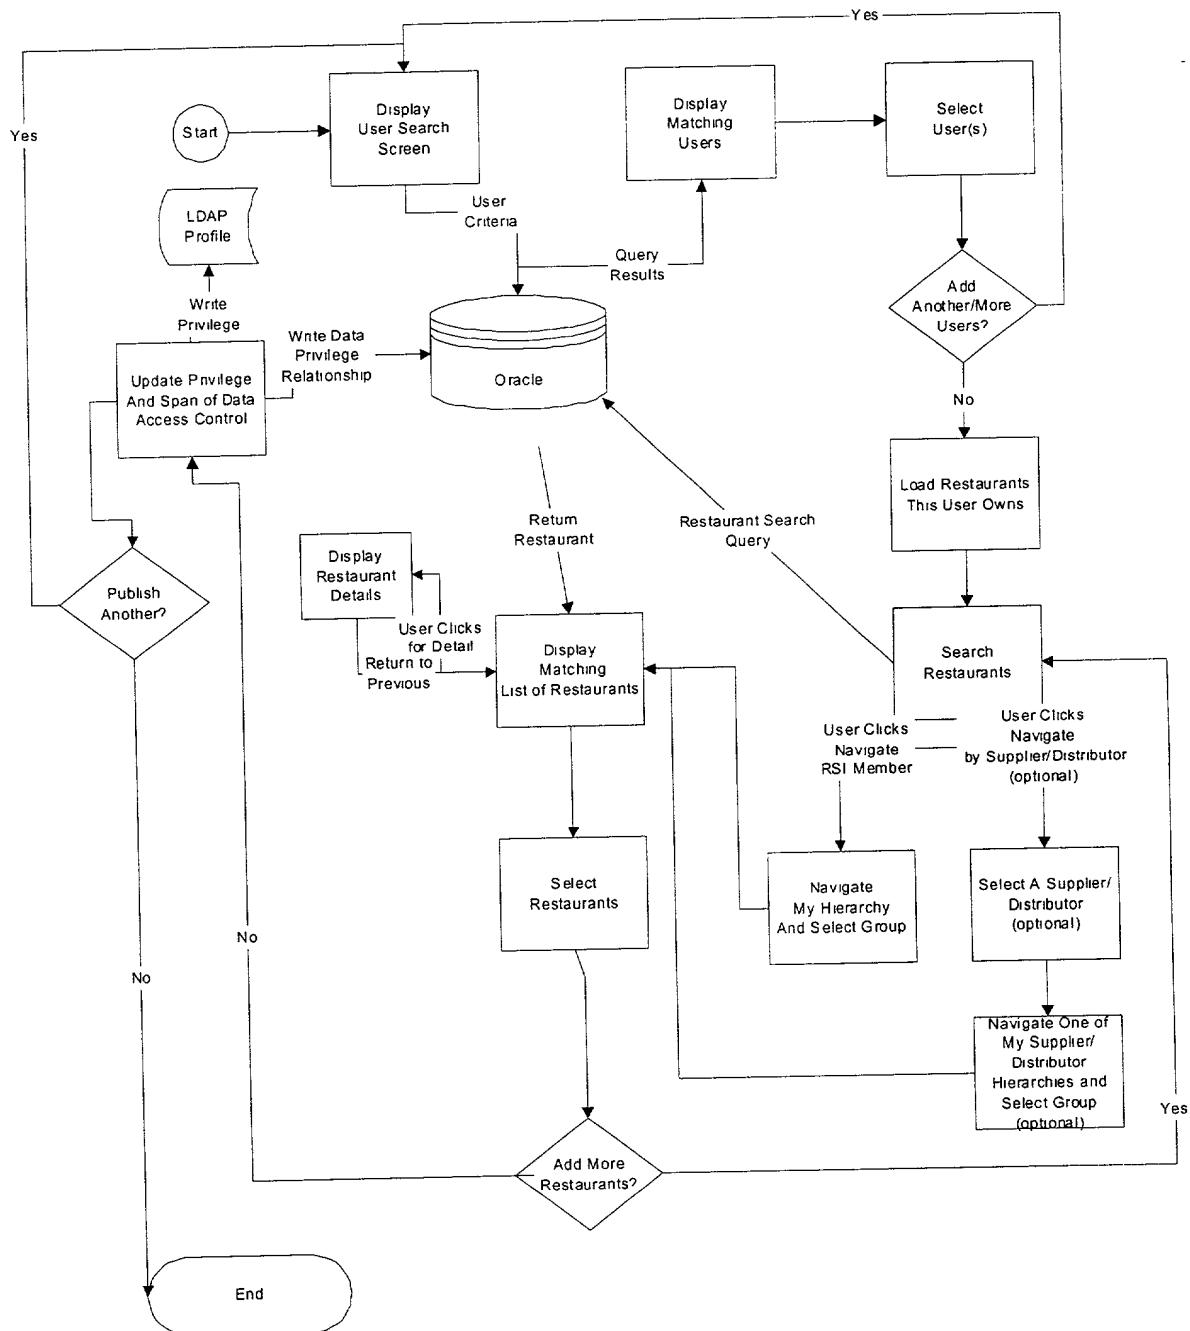 Yes
Yes
Start
Display
User Search
Screen
Display
Matching
Users
Select
User(s)
LDAP
Profile
User
Criteria
Query
Results
Add
Another/More
Users?
Write
Privilege
Write Data
Privilege
Relationship
Oracle
Update Privilege
And Span of Data
Access Control
No
Load Restaurants
This User Owns
Return
Restaurant
Restaurant Search
Query
Display
Restaurant
Details
Publish
Another?
User Clicks
for Detail
Return to
Previous
Display
Matching
List of Restaurants
Search
Restaurants
User Clicks
Navigate
RSI Member
User Clicks
Navigate
by Supplier/Distributor
(optional)
Select
Restaurants
Navigate
My Hierarchy
And Select Group
Select A Supplier/
Distributor
(optional)
No
No
Navigate One of
My Supplier/
Distributor
Hierarchies and
Select Group
(optional)
Yes
Add More
Restaurants?
End